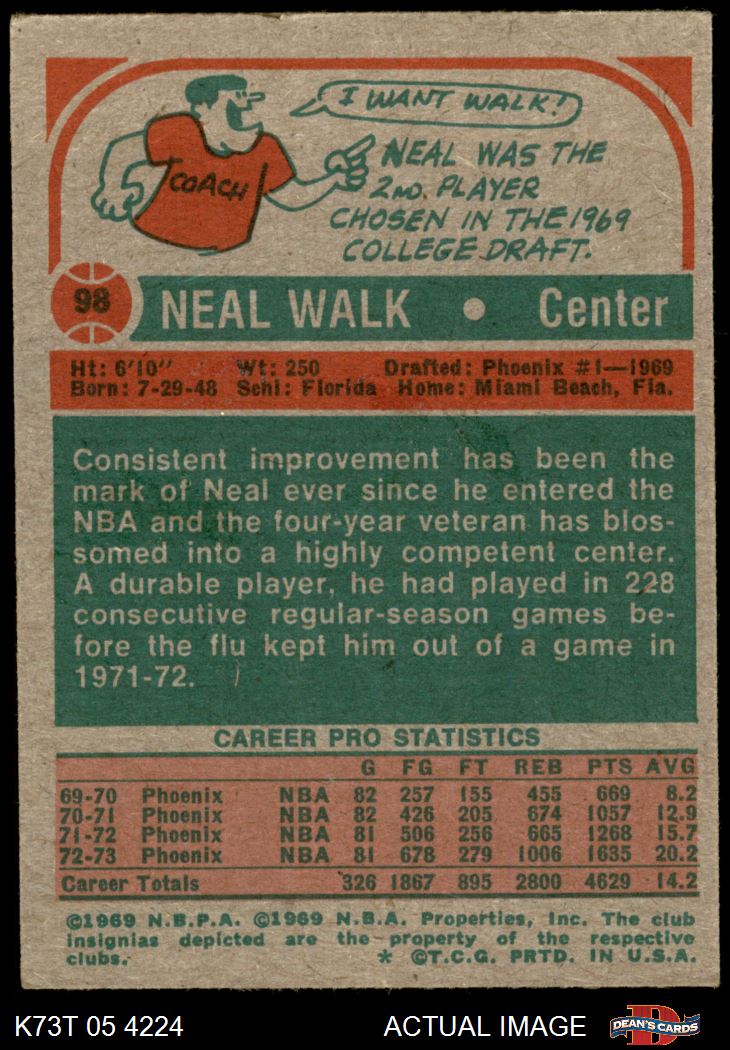 I WANT WALK!
COACH
NEAL WAS THE
2ND. PLAYER
CHOSEN IN THE 1969
COLLEGE DRAFT.
98
NEAL WALK • Center
Ht: 6'10" Wt: 250 Drafted: Phoenix #1—1969
Born: 7-29-48 Schl: Florida Home: Miami Beach, Fla.
Consistent improvement has been the
mark of Neal ever since he entered the
NBA and the four-year veteran has blos-
somed into a highly competent center.
A durable player, he had played in 228
consecutive regular-season games be-
fore the flu kept him out of a game in
1971-72.
CAREER PRO STATISTICS
G FG FT REB PTS AVG
69-70 Phoenix NBA 82 257 155 455 669 8.2
70-71 Phoenix NBA 82 426 205 674 1057 12.9
71-72 Phoenix NBA 81 506 256 665 1268 15.7
72-73 Phoenix NBA 81 678 279 1006 1635 20.2
Career Totals 326 1867 895 2800 4629 14.2
©1969 N.B.P.A. ©1969 N.B.A. Properties, Inc. The club
insignias depicted are the property of the respective
clubs. * ©T.C.G. PRTD. IN U.S.A.
K73T 05 4224 ACTUAL IMAGE
D
DEAN'S CARDS